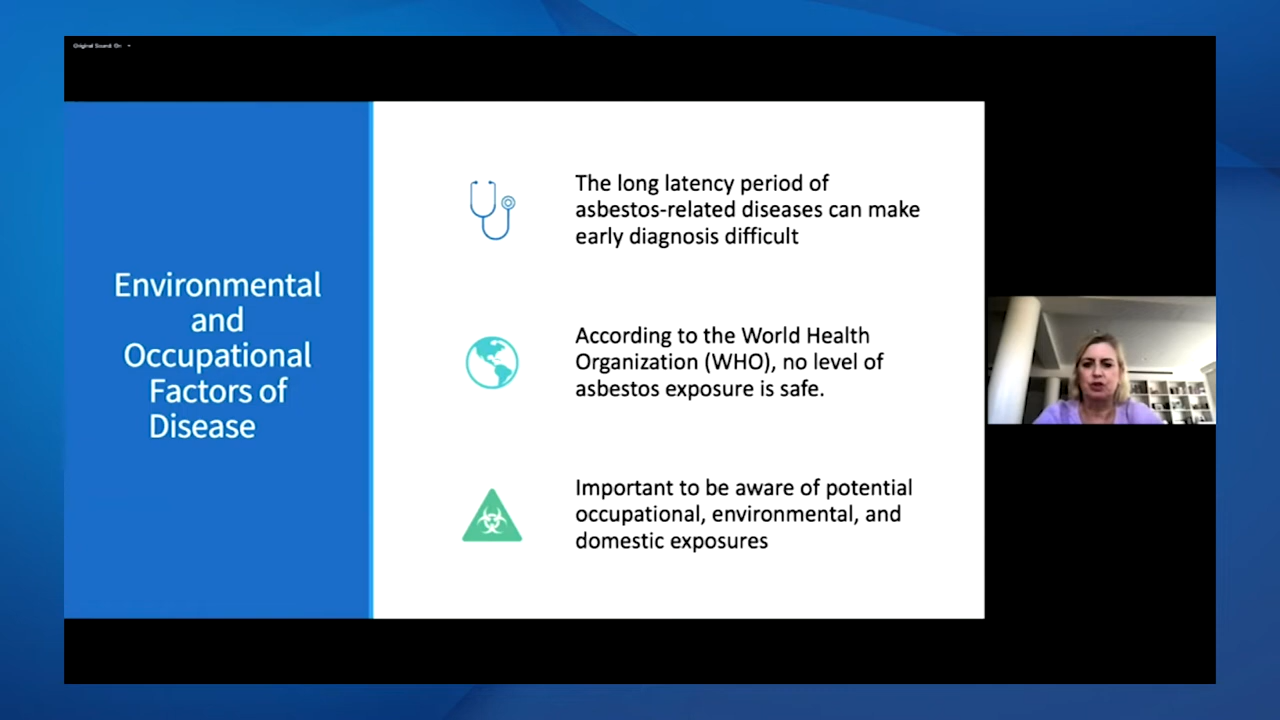 Original Sound: On
Environmental
and
Occupational
Factors of
Disease
The long latency period of
asbestos-related diseases can make
early diagnosis difficult
According to the World Health
Organization (WHO), no level of
asbestos exposure is safe.
Important to be aware of potential
occupational, environmental, and
domestic exposures